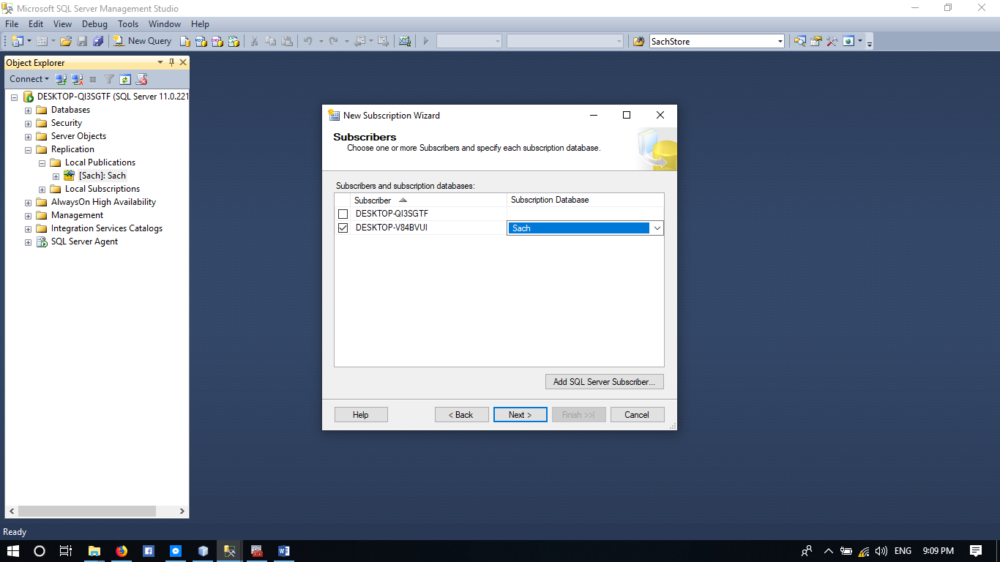 Microsoft SQL Server Management Studio
File Edit View Debug Tools Window Help
New Query SachStore
Object Explorer
Connect
DESKTOP-QI3SGTF (SQL Server 11.0.221
Databases
Security
Server Objects
Replication
Local Publications
[Sach]: Sach
Local Subscriptions
AlwaysOn High Availability
Management
Integration Services Catalogs
SQL Server Agent
New Subscription Wizard
Subscribers
Choose one or more Subscribers and specify each subscription database.
Subscribers and subscription databases:
Subscriber Subscription Database
DESKTOP-QI3SGTF
DESKTOP-V84BVUI Sach
Add SQL Server Subscriber...
Help < Back Next > Finish >>| Cancel
Ready
ENG 9:09 PM